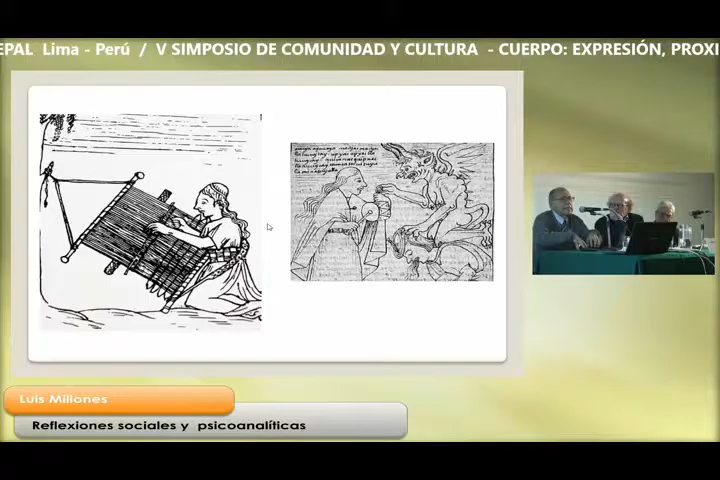 EPAL Lima - Perú / V SIMPOSIO DE COMUNIDAD Y CULTURA - CUERPO: EXPRESIÓN, PROXI
Luis Millones
Reflexiones sociales y psicoanalíticas